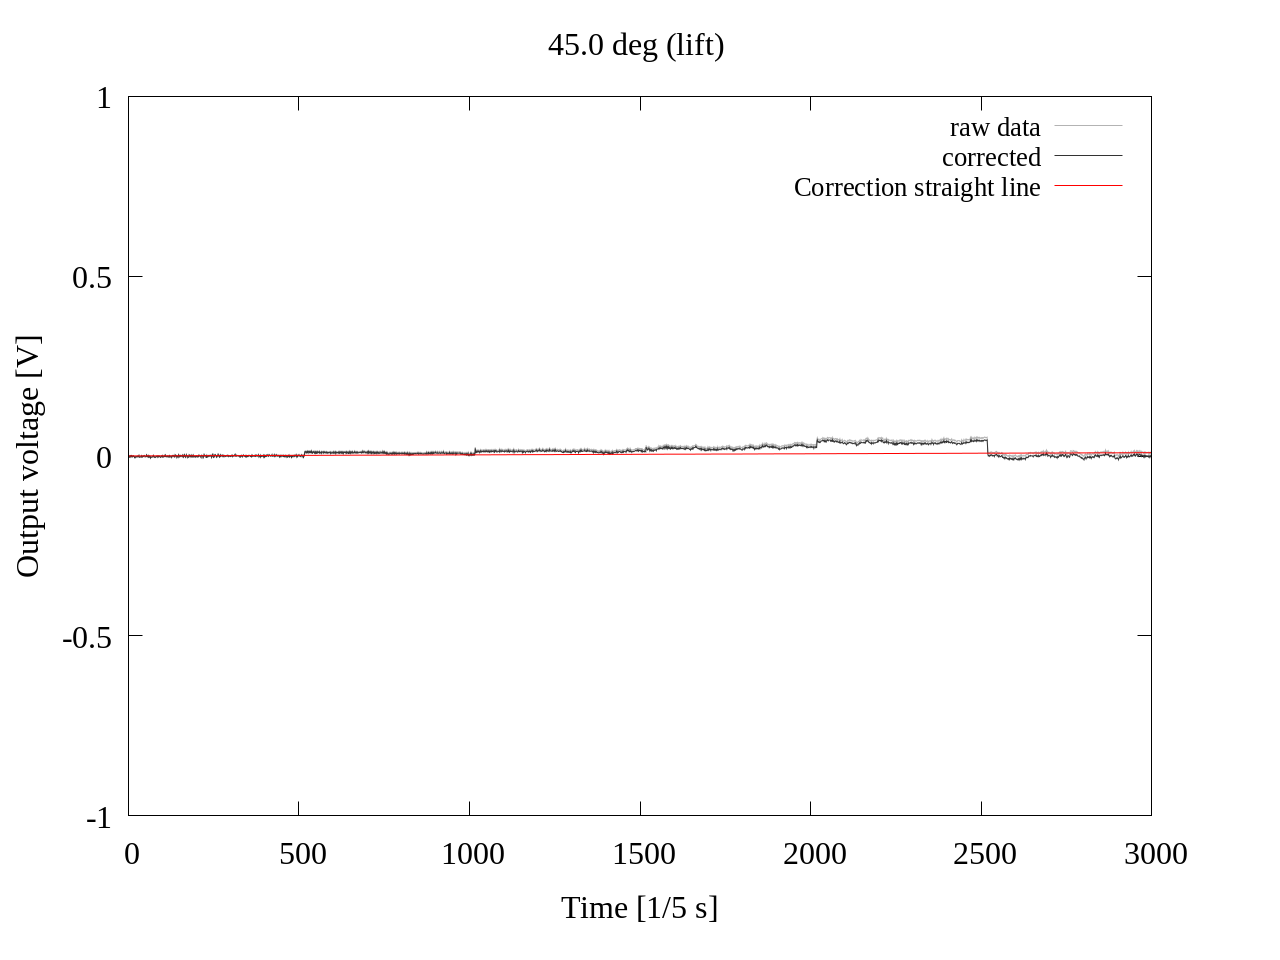 45.0 deg (lift)
raw data
corrected
Correction straight line
1
0.5
0
-0.5
-1
Output voltage [V]
0 500 1000 1500 2000 2500 3000
Time [1/5 s]